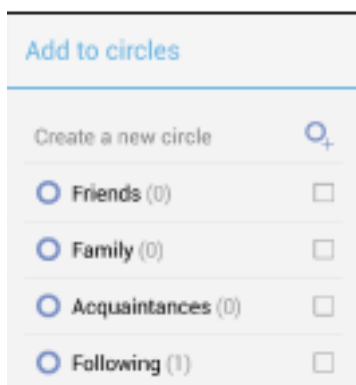 Add to circles
Create a new circle
Friends (0)
Family (0)
Acquaintances (0)
Following (1)